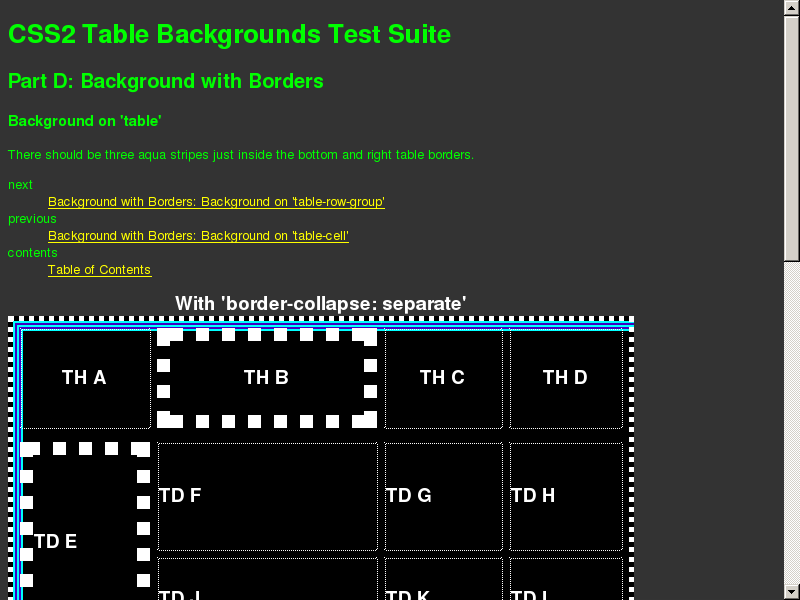 CSS2 Table Backgrounds Test Suite
Part D: Background with Borders
Background on 'table'
There should be three aqua stripes just inside the bottom and right table borders.
next
Background with Borders: Background on 'table-row-group'
previous
Background with Borders: Background on 'table-cell'
contents
Table of Contents
With 'border-collapse: separate'
TH A TH B TH C TH D
TD F TD G TD H
TD E
TD J TD K TD L